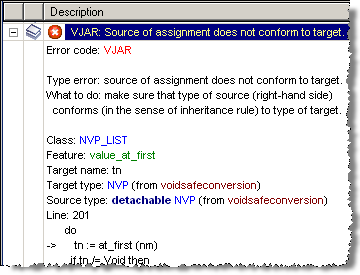 Description
VJAR: Source of assignment does not conform to target.
Error code: VJAR
Type error: source of assignment does not conform to target.
What to do: make sure that type of source (right-hand side)
conforms (in the sense of inheritance rule) to type of target.
Class: NVP_LIST
Feature: value_at_first
Target name: tn
Target type: NVP (from voidsafeconversion)
Source type: detachable NVP (from voidsafeconversion)
Line: 201
do
-> tn := at_first (nm)
if tn /= Void then